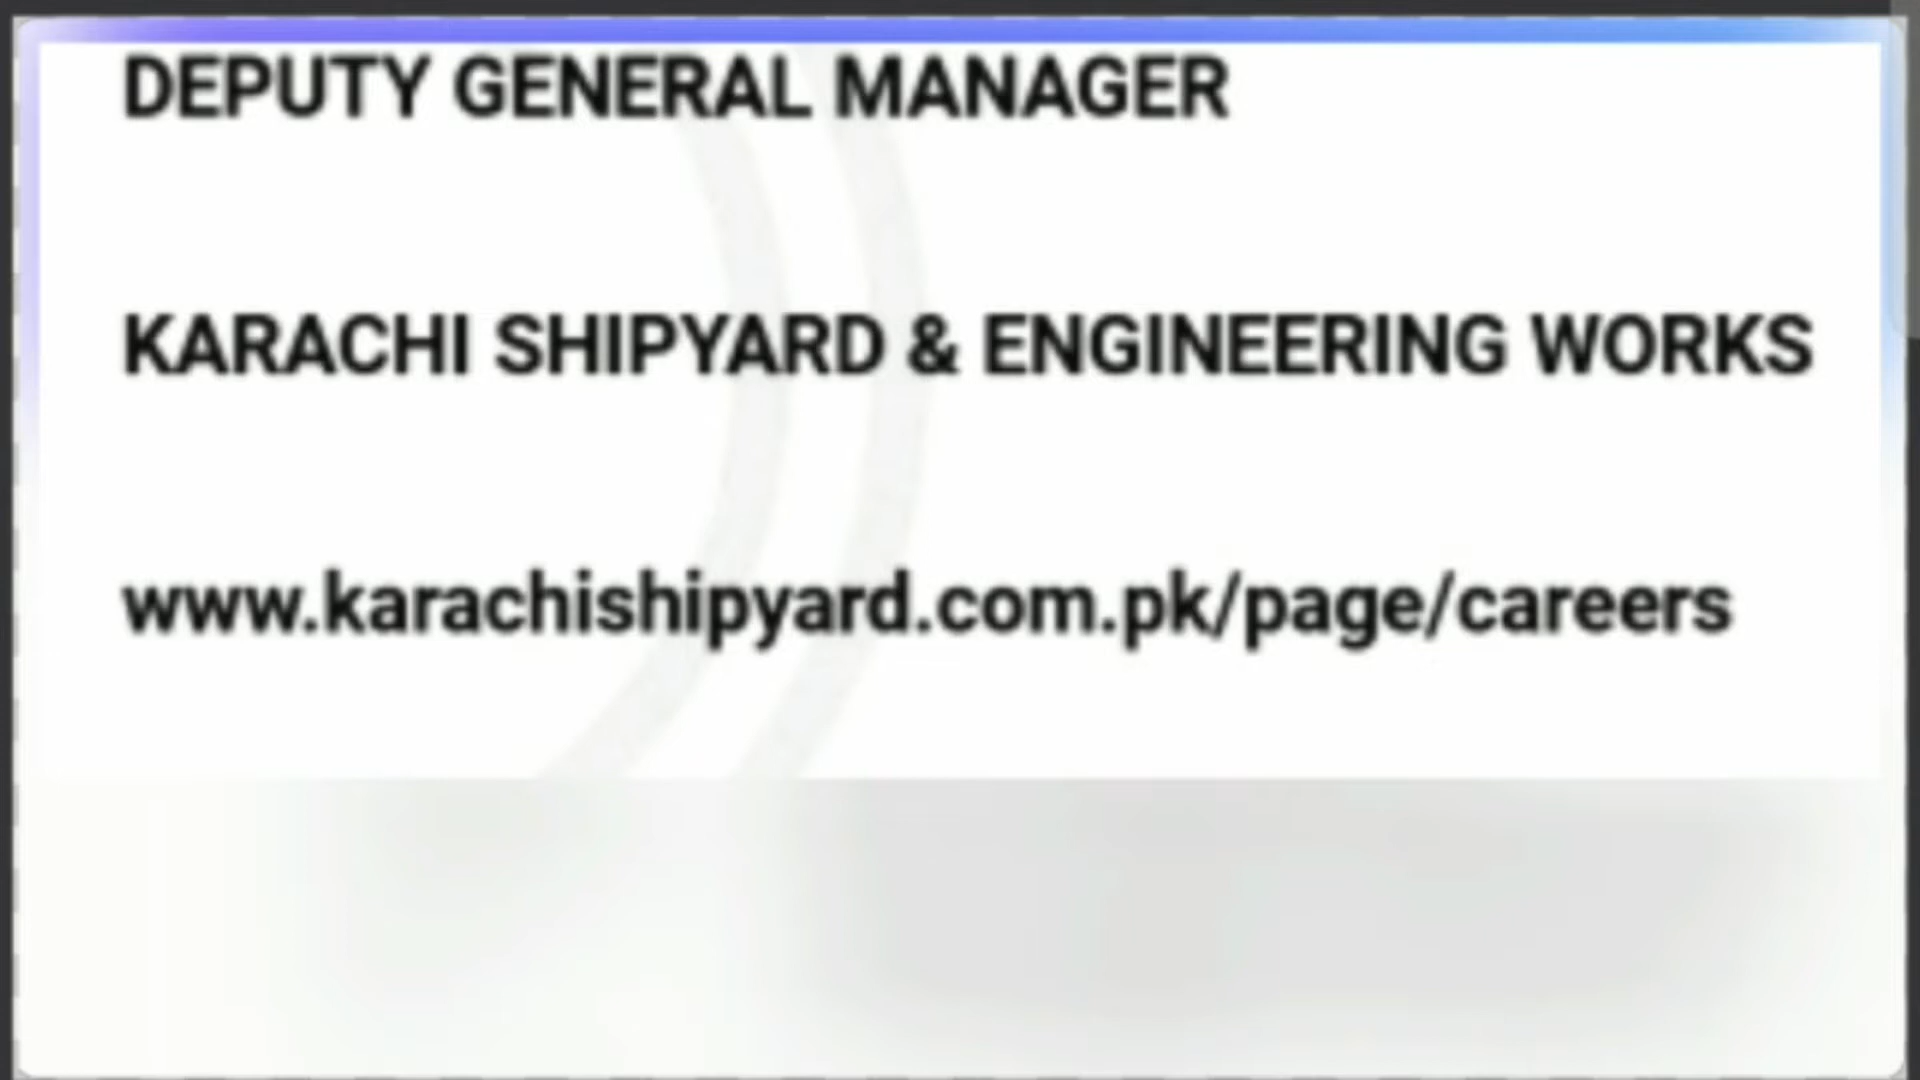 DEPUTY GENERAL MANAGER
KARACHI SHIPYARD & ENGINEERING WORKS
www.karachishipyard.com.pk/page/careers